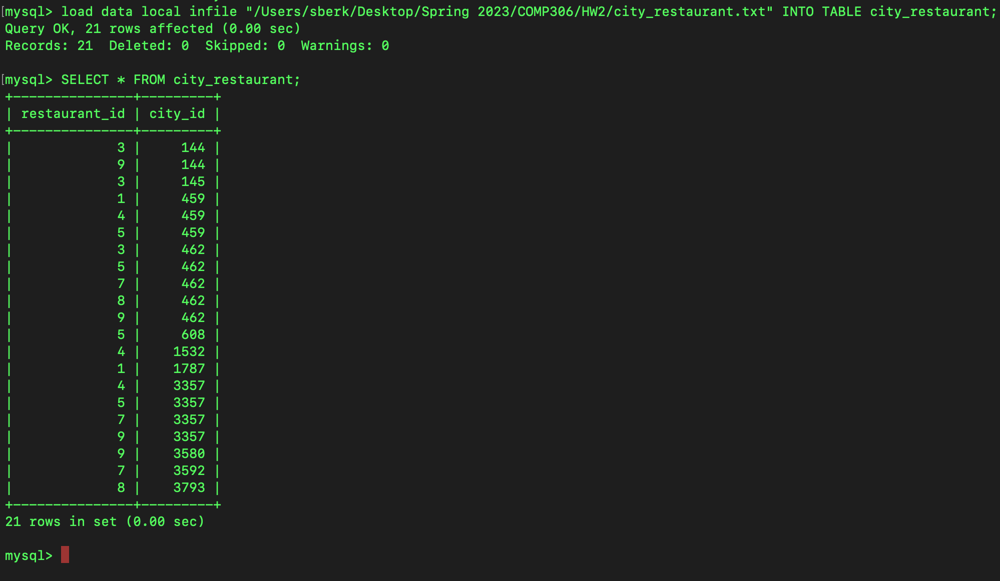 [mysql> load data local infile "/Users/sberk/Desktop/Spring 2023/COMP306/HW2/city_restaurant.txt" INTO TABLE city_restaurant;
Query OK, 21 rows affected (0.00 sec)
Records: 21  Deleted: 0  Skipped: 0  Warnings: 0

[mysql> SELECT * FROM city_restaurant;
+---------------+---------+
| restaurant_id | city_id |
+---------------+---------+
|             3 |     144 |
|             9 |     144 |
|             3 |     145 |
|             1 |     459 |
|             4 |     459 |
|             5 |     459 |
|             3 |     462 |
|             5 |     462 |
|             7 |     462 |
|             8 |     462 |
|             9 |     462 |
|             5 |     608 |
|             4 |    1532 |
|             1 |    1787 |
|             4 |    3357 |
|             5 |    3357 |
|             7 |    3357 |
|             9 |    3357 |
|             9 |    3580 |
|             7 |    3592 |
|             8 |    3793 |
+---------------+---------+
21 rows in set (0.00 sec)

mysql>